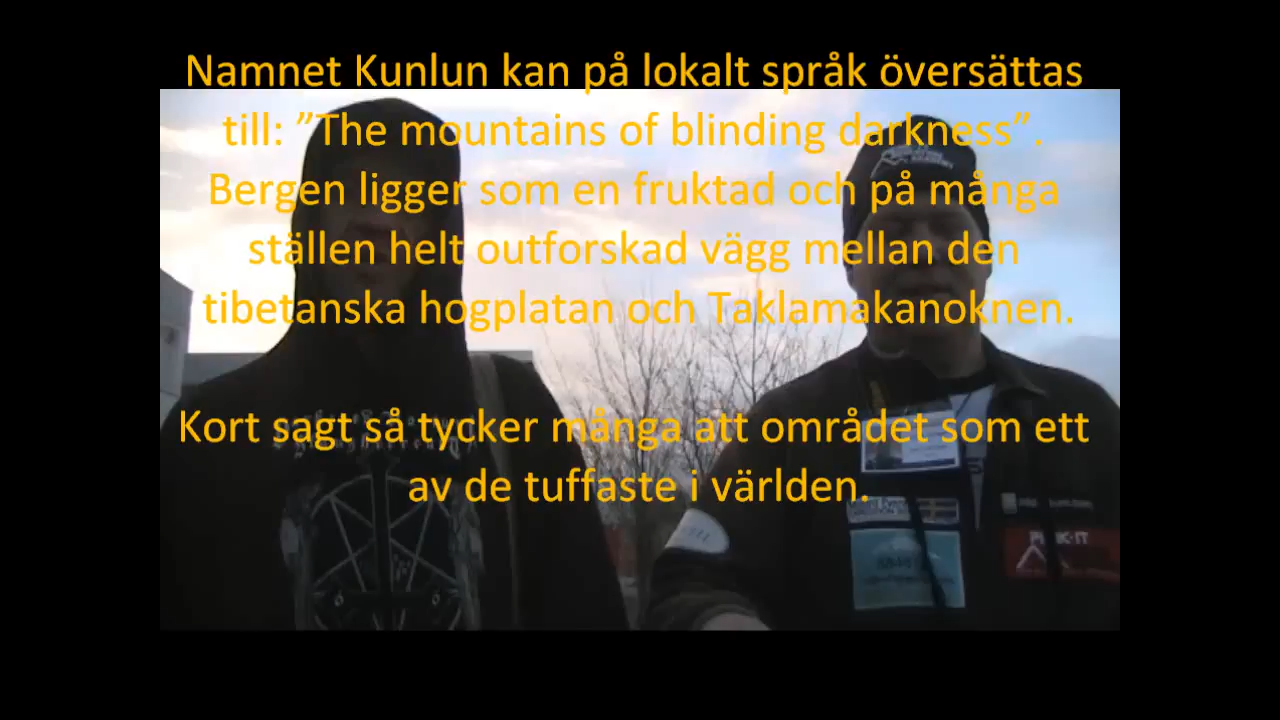 Namnet Kunlun kan på lokalt språk översättas
till: ”The mountains of blinding darkness”.
Bergen ligger som en fruktad och på många
ställen helt outforskad vägg mellan den
tibetanska hogplatan och Taklamakanoknen.
Kort sagt så tycker många att området som ett
av de tuffaste i världen.